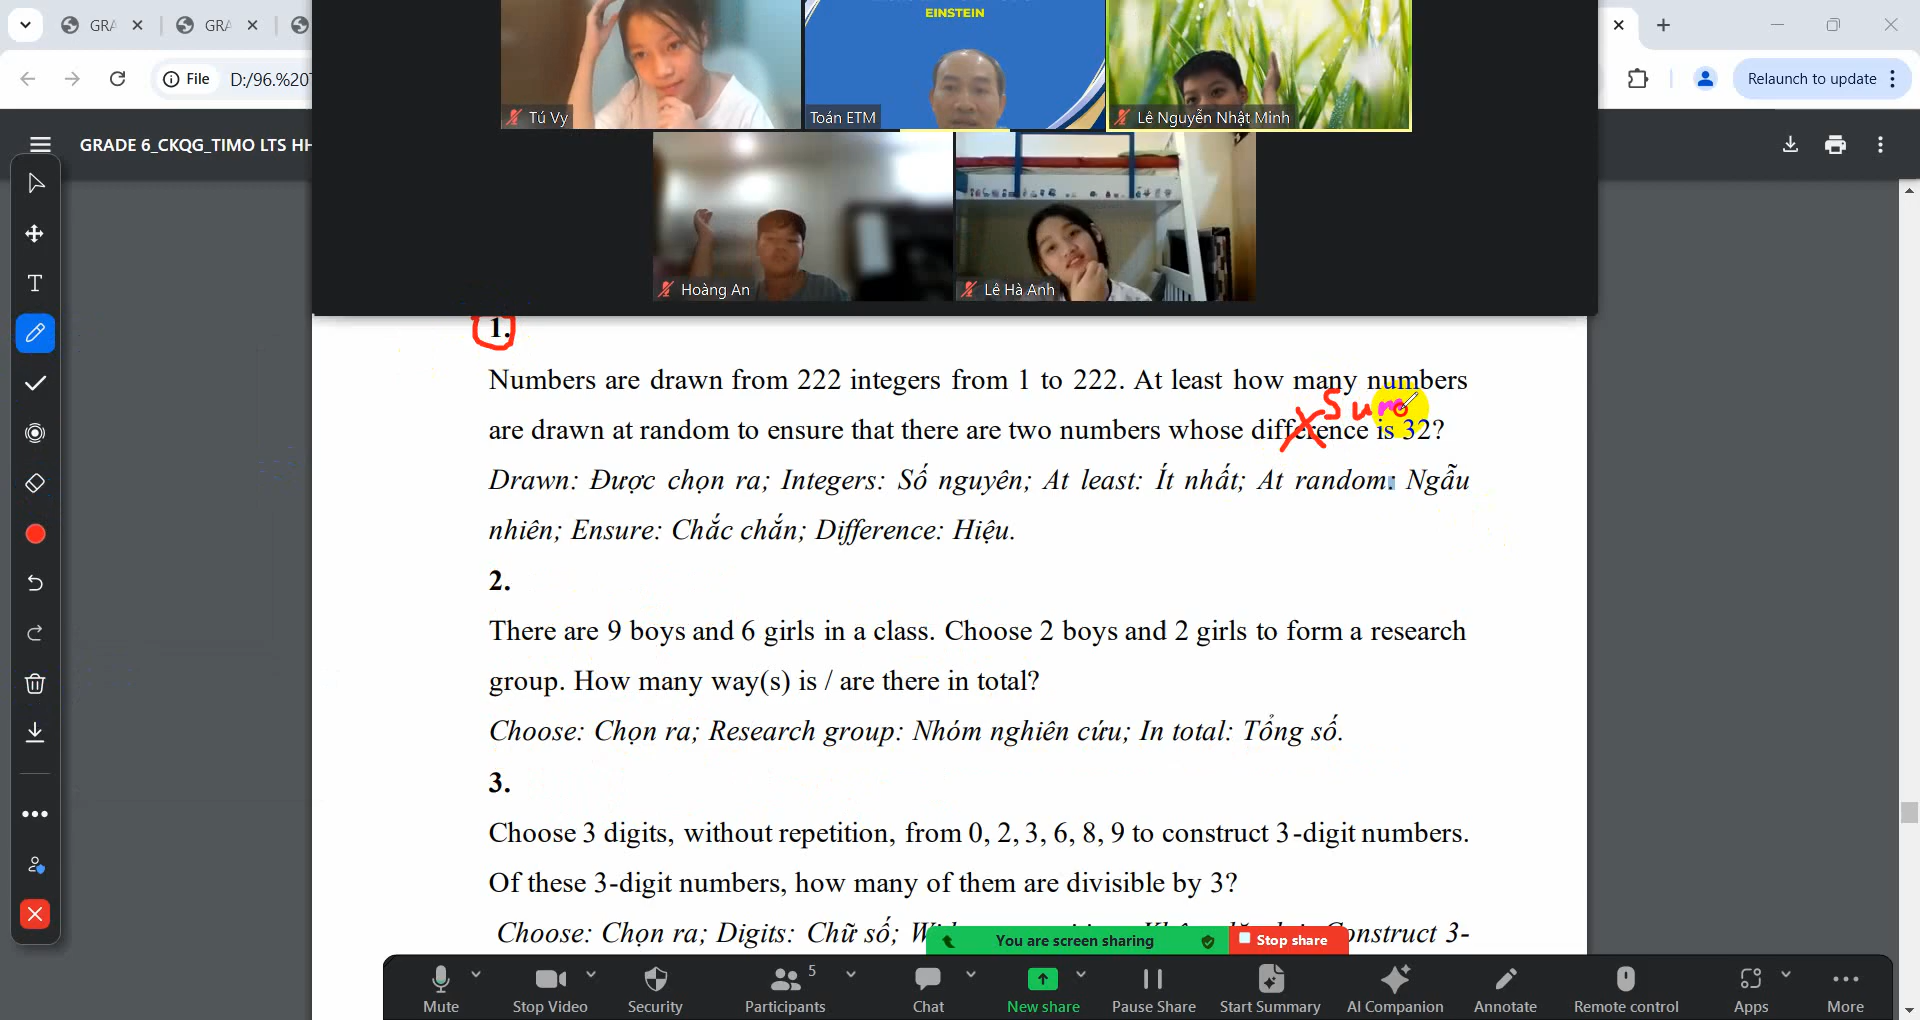 GRA
GRA
File
D:/96.%20
Relaunch to update
GRADE 6_CKQG_TIMO LTS HH
EINSTEIN
Tú Vy
Toán ETM
Lê Nguyễn Nhật Minh
Hoàng An
Lê Hà Anh
1.
Numbers are drawn from 222 integers from 1 to 222. At least how many numbers
Sum
are drawn at random to ensure that there are two numbers whose difference is 32?
Drawn: Được chọn ra; Integers: Số nguyên; At least: Ít nhất; At random: Ngẫu
nhiên; Ensure: Chắc chắn; Difference: Hiệu.
2.
There are 9 boys and 6 girls in a class. Choose 2 boys and 2 girls to form a research
group. How many way(s) is / are there in total?
Choose: Chọn ra; Research group: Nhóm nghiên cứu; In total: Tổng số.
3.
Choose 3 digits, without repetition, from 0, 2, 3, 6, 8, 9 to construct 3-digit numbers.
Of these 3-digit numbers, how many of them are divisible by 3?
Choose: Chọn ra; Digits: Chữ số; Construct 3-
You are screen sharing
Stop share
Mute
Stop Video
Security
Participants
5
Chat
New share
Pause Share
Start Summary
AI Companion
Annotate
Remote control
Apps
More